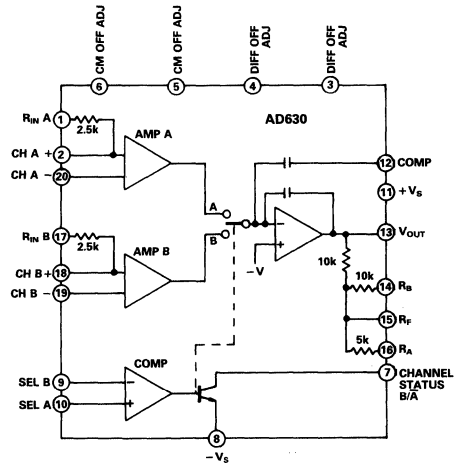 CM OFF ADJ
CM OFF ADJ
DIFF OFF
ADJ
DIFF OFF
ADJ
6
5
4
3
AD630
RIN A
1
2.5k
AMP A
CH A +
2
CH A −
20
A
B
12
COMP
11
+VS
RIN B
17
2.5k
AMP B
CH B+
18
CH B −
19
−
+
−V
13
VOUT
10k
10k
14
RB
15
RF
5k
16
RA
COMP
SEL B
9
−
SEL A
10
+
7
CHANNEL
STATUS
B/A̅
8
−VS